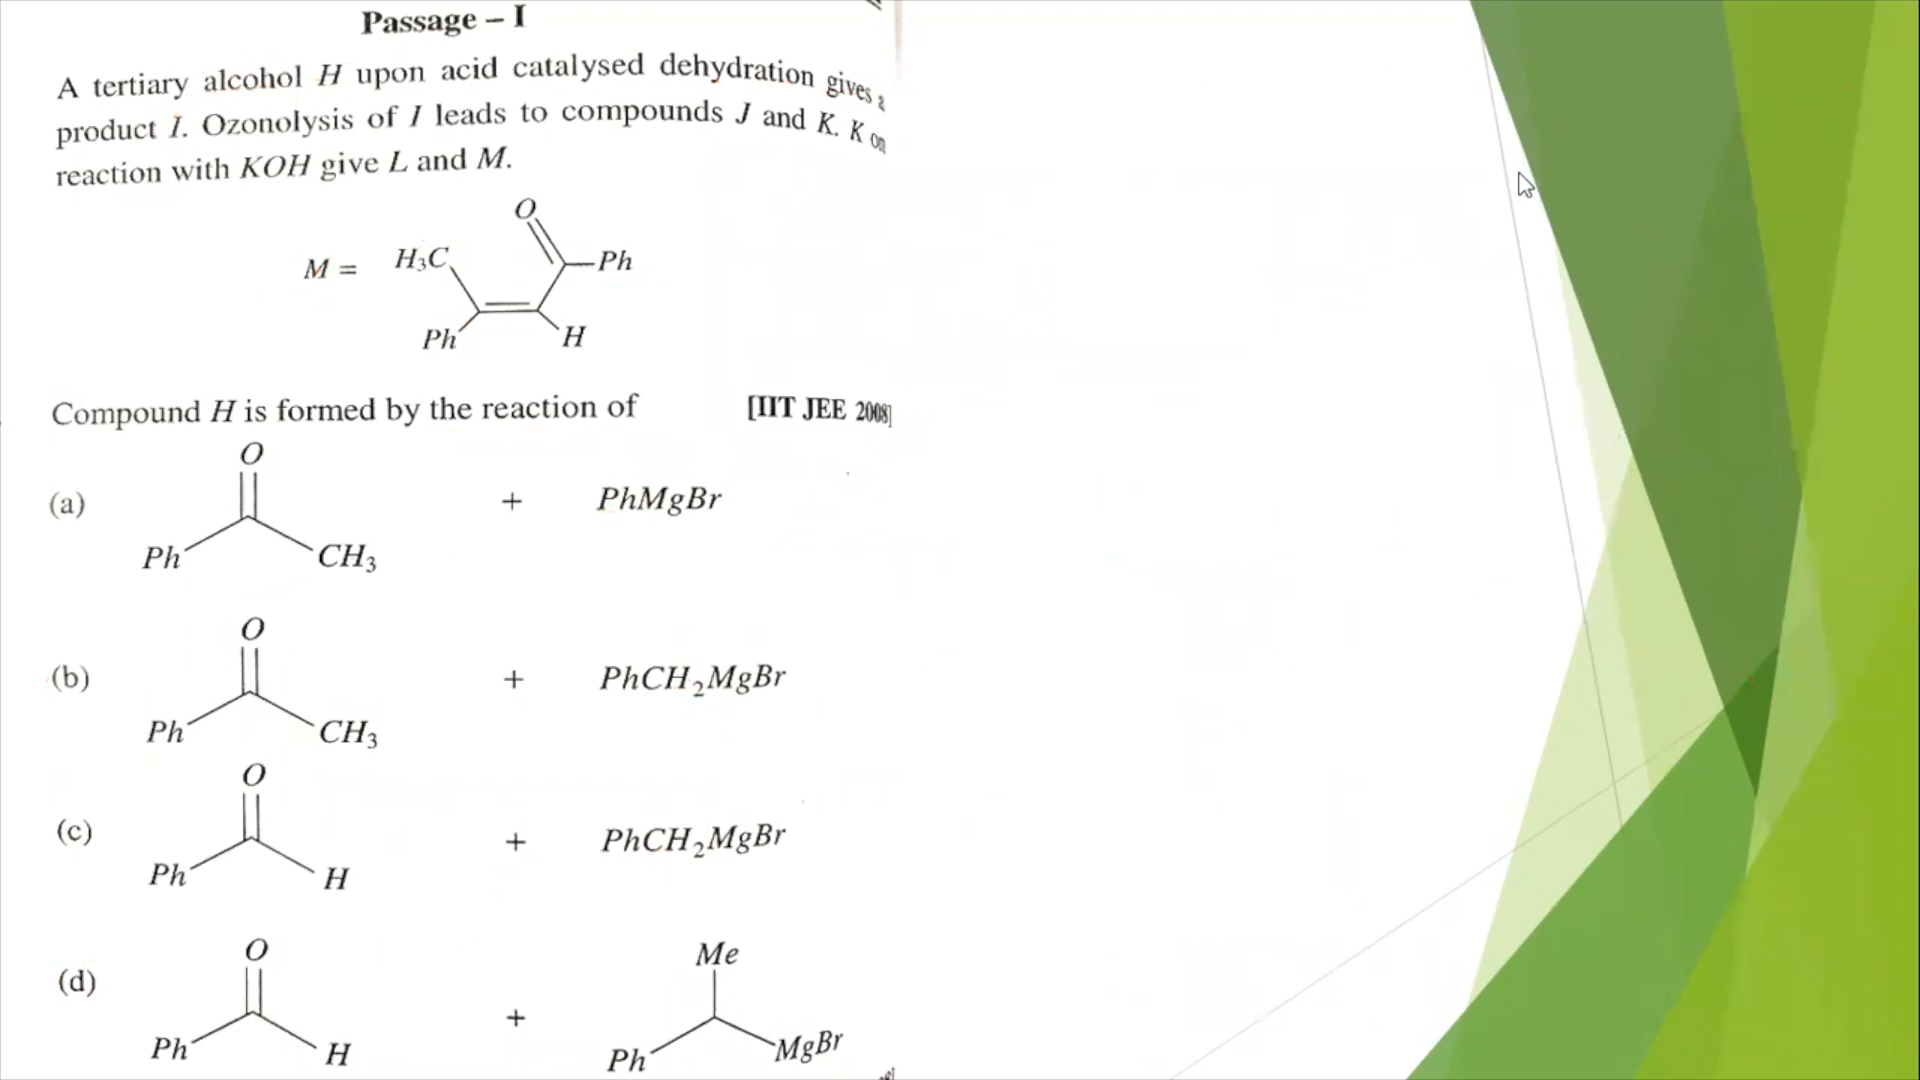 Passage – I
A tertiary alcohol H upon acid catalysed dehydration gives a
product I. Ozonolysis of I leads to compounds J and K. K on
reaction with KOH give L and M.
O
M = H₃C –Ph
Ph H
Compound H is formed by the reaction of [IIT JEE 2008]
O
(a) + PhMgBr
Ph CH₃
O
(b) + PhCH₂MgBr
Ph CH₃
O
(c) + PhCH₂MgBr
Ph H
O Me
(d) +
Ph H Ph MgBr